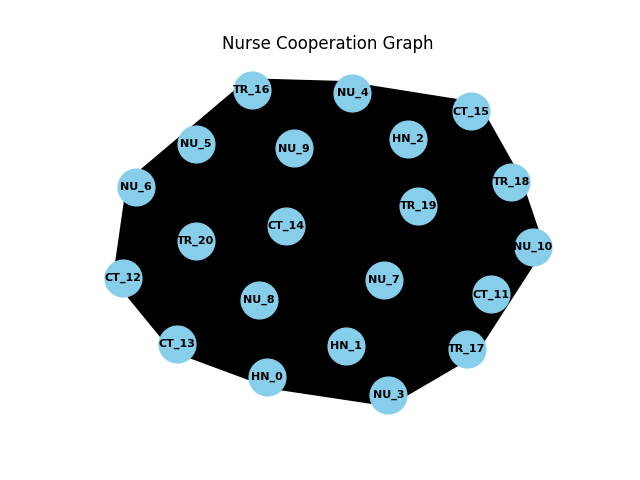 Nurse Cooperation Graph
TR_16
NU_4
CT_15
HN_2
NU_5
NU_9
TR_18
NU_6
TR_19
CT_14
TR_20
NU_10
CT_12
NU_7
CT_11
NU_8
CT_13
HN_1
TR_17
HN_0
NU_3